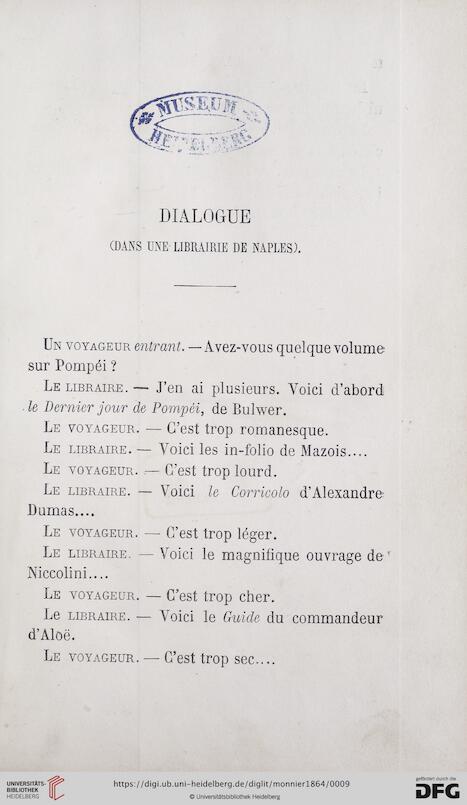 MUSEUM
HEIDELBERG
DIALOGUE
(DANS UNE LIBRAIRIE DE NAPLES).
UN VOYAGEUR entrant. — Avez-vous quelque volume
sur Pompéi ?
LE LIBRAIRE. — J'en ai plusieurs. Voici d'abord
le Dernier jour de Pompéi, de Bulwer.
LE VOYAGEUR. — C'est trop romanesque.
LE LIBRAIRE. — Voici les in-folio de Mazois....
LE VOYAGEUR. — C'est trop lourd.
LE LIBRAIRE. — Voici le Corricolo d'Alexandre
Dumas....
LE VOYAGEUR. — C'est trop léger.
LE LIBRAIRE. — Voici le magnifique ouvrage de
Niccolini....
LE VOYAGEUR. — C'est trop cher.
Le LIBRAIRE. — Voici le Guide du commandeur
d'Aloë.
LE VOYAGEUR. — C'est trop sec....
UNIVERSITÄTS-
BIBLIOTHEK
HEIDELBERG
https://digi.ub.uni-heidelberg.de/diglit/monnier1864/0009
© Universitätsbibliothek Heidelberg
gefördert durch die
DFG